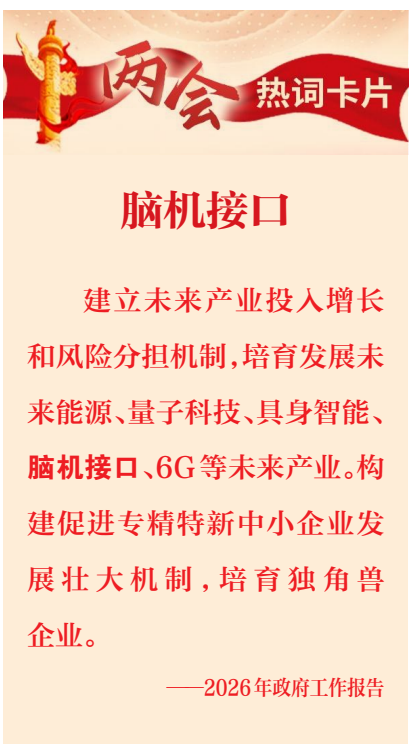 两会 热词卡片
脑机接口
建立未来产业投入增长
和风险分担机制,培育发展未
来能源、量子科技、具身智能、
脑机接口、6G等未来产业。构
建促进专精特新中小企业发
展壮大机制,培育独角兽
企业。
——2026年政府工作报告